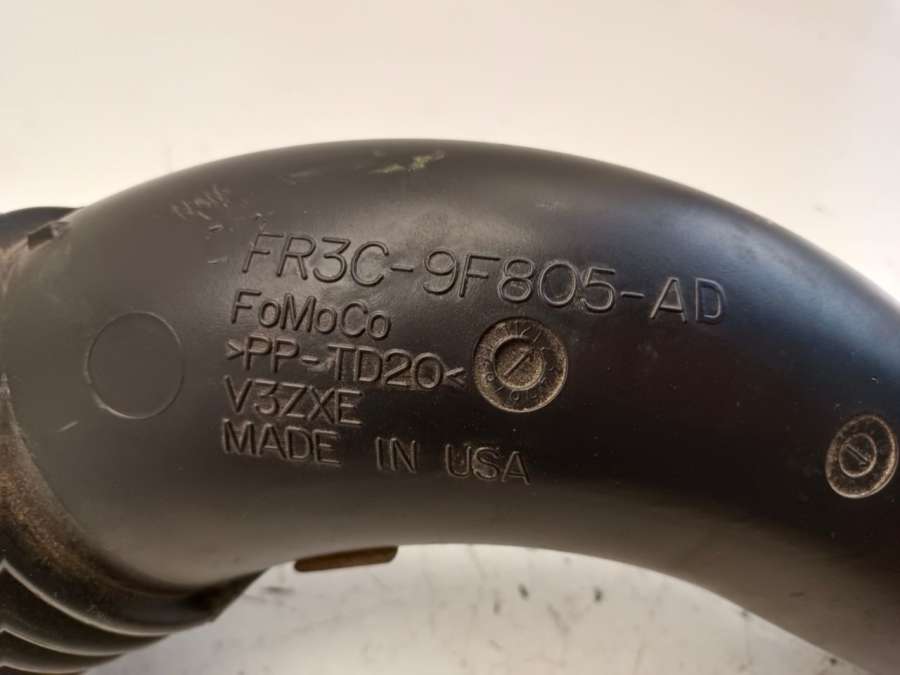 FR3C-9F805-AD
FoMoCo
>PP-TD20<
V3ZXE
MADE IN USA